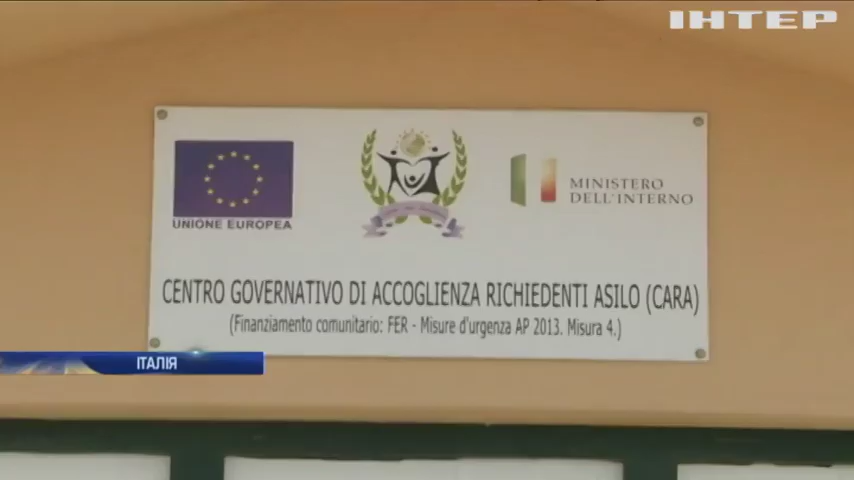 ІНТЕР
UNIONE EUROPEA
MINISTERO
DELL'INTERNO
CENTRO GOVERNATIVO DI ACCOGLIENZA RICHIEDENTI ASILO (CARA)
(Finanziamento comunitario: FER - Misure d'urgenza AP 2013. Misura 4.)
ІТАЛІЯ